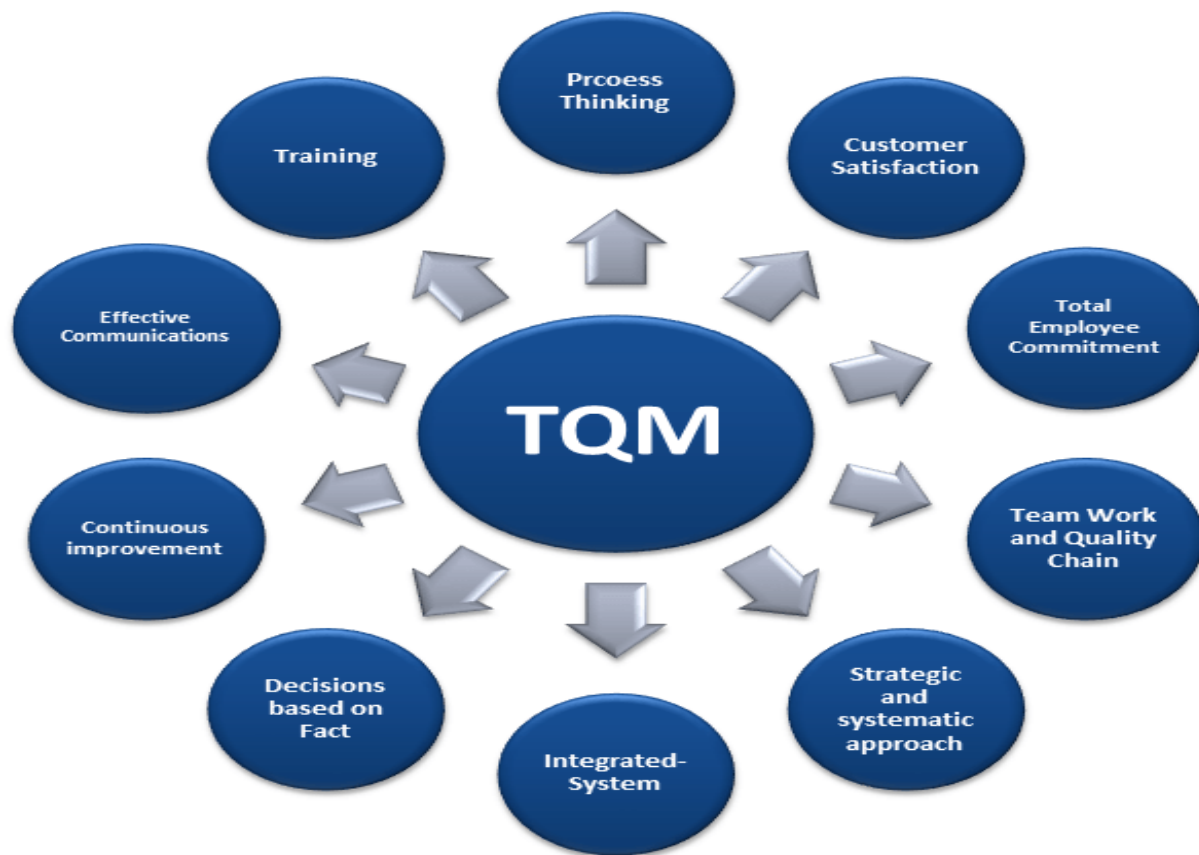 Prcoess
Thinking
Customer
Satisfaction
Total
Employee
Commitment
Team Work
and Quality
Chain
Strategic
and
systematic
approach
Integrated-
System
Decisions
based on
Fact
Continuous
improvement
Effective
Communications
Training
TQM